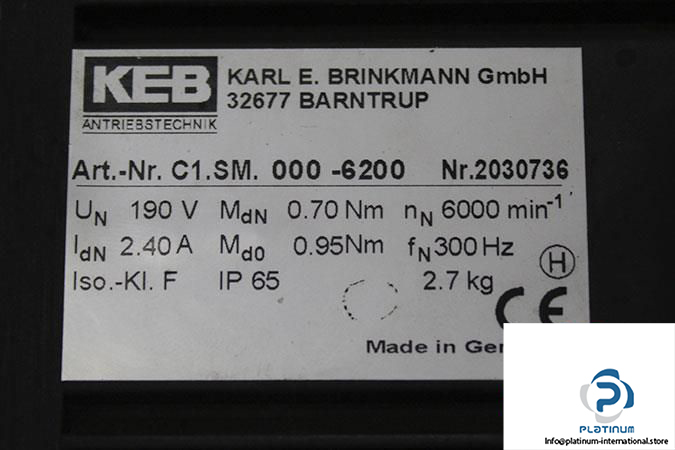 KEB
ANTRIEBSTECHNIK
KARL E. BRINKMANN GmbH
32677 BARNTRUP
Art.-Nr. C1.SM. 000 -6200 Nr.2030736
UN 190 V MdN 0.70 Nm nN 6000 min-1
IdN 2.40 A Md0 0.95Nm fN 300 Hz
Iso.-Kl. F IP 65 2.7 kg
H
CE
Made in
PLATINUM
Info@platinum-international.store